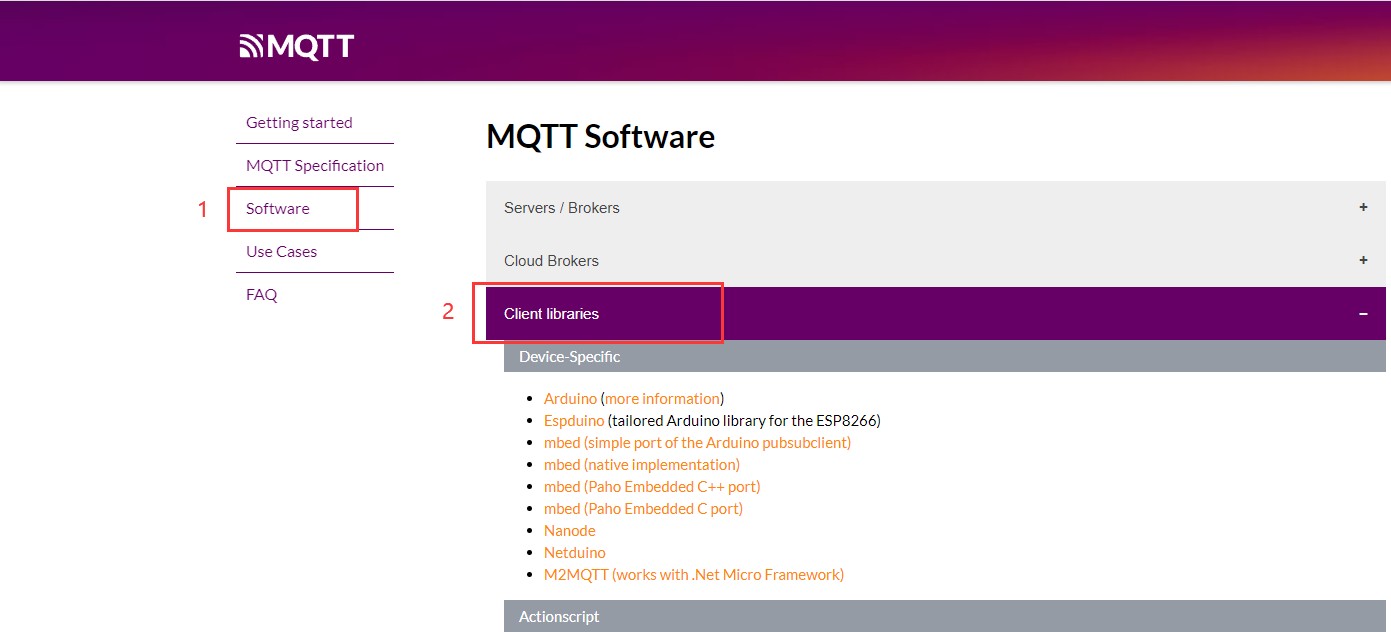 MQTT
Getting started
MQTT Specification
1
Software
Use Cases
FAQ
MQTT Software
Servers / Brokers +
Cloud Brokers +
2
Client libraries −
Device-Specific
Arduino (more information)
Espduino (tailored Arduino library for the ESP8266)
mbed (simple port of the Arduino pubsubclient)
mbed (native implementation)
mbed (Paho Embedded C++ port)
mbed (Paho Embedded C port)
Nanode
Netduino
M2MQTT (works with .Net Micro Framework)
Actionscript